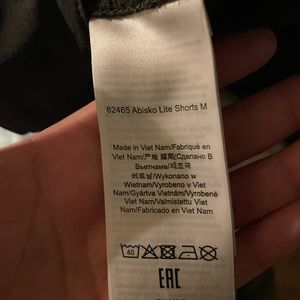 82465 Abisko Lite Shorts M
Made in Viet Nam/Fabriqué en
Viet Nam/产地 越南/Сделано В
Вьетнаме/제조국
베트남/Wykonano w
Wietnam/Vyrobeno v Viet
Nam/Gyártva Vietnám/Vyrobené
Viet Nam/Valmistettu Viet
Nam/Fabricado en Viet Nam
40
EAC